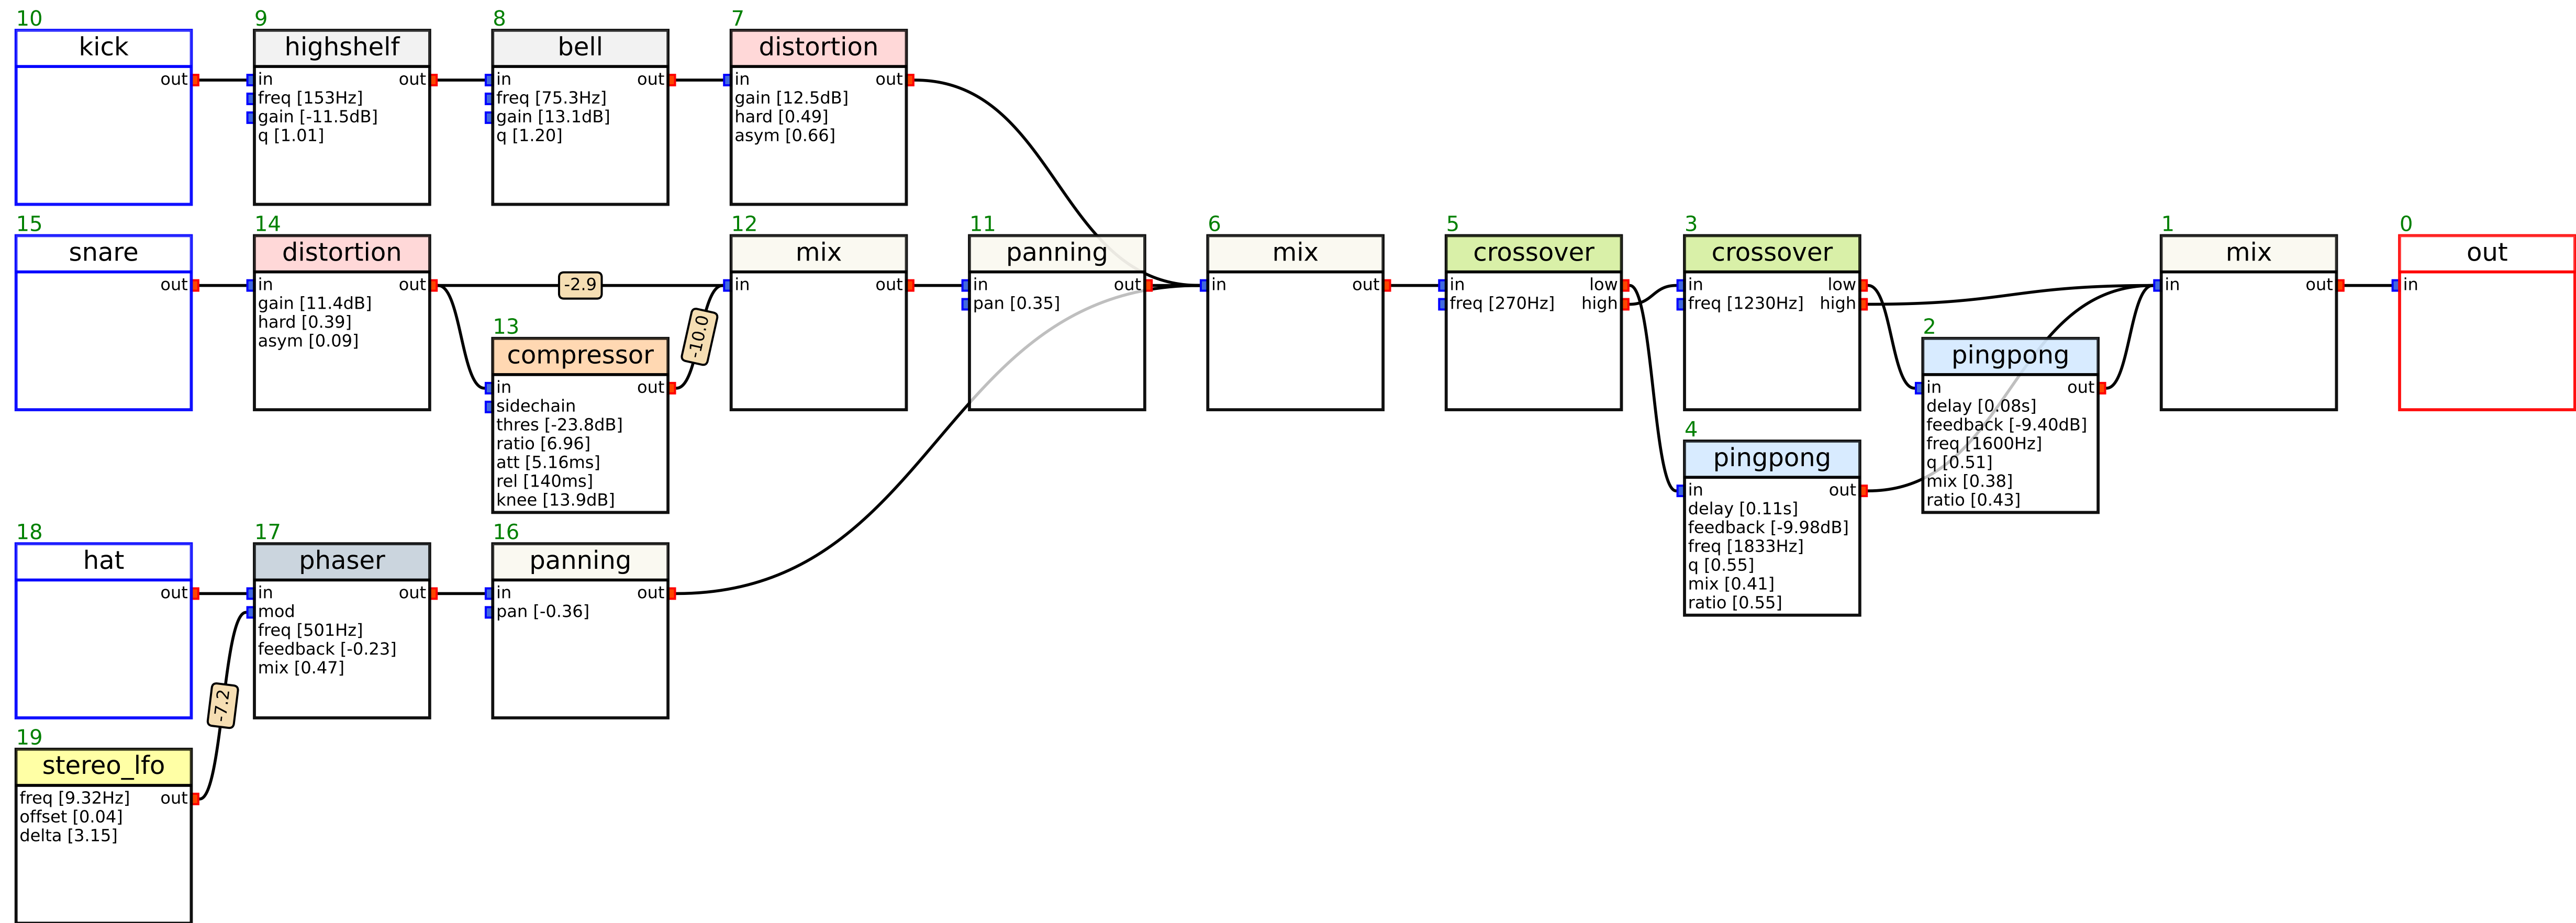 10
kick
out
9
highshelf
in out
freq [153Hz]
gain [-11.5dB]
q [1.01]
8
bell
in out
freq [75.3Hz]
gain [13.1dB]
q [1.20]
7
distortion
in out
gain [12.5dB]
hard [0.49]
asym [0.66]
15
snare
out
14
distortion
in out
gain [11.4dB]
hard [0.39]
asym [0.09]
-2.9
13
compressor
in out
sidechain
thres [-23.8dB]
ratio [6.96]
att [5.16ms]
rel [140ms]
knee [13.9dB]
-10.0
12
mix
in out
11
panning
in out
pan [0.35]
6
mix
in out
5
crossover
in low
freq [270Hz] high
3
crossover
in low
freq [1230Hz] high
4
pingpong
in out
delay [0.11s]
feedback [-9.98dB]
freq [1833Hz]
q [0.55]
mix [0.41]
ratio [0.55]
2
pingpong
in out
delay [0.08s]
feedback [-9.40dB]
freq [1600Hz]
q [0.51]
mix [0.38]
ratio [0.43]
1
mix
in out
0
out
in
18
hat
out
17
phaser
in out
mod
freq [501Hz]
feedback [-0.23]
mix [0.47]
16
panning
in out
pan [-0.36]
-7.2
19
stereo_lfo
freq [9.32Hz] out
offset [0.04]
delta [3.15]